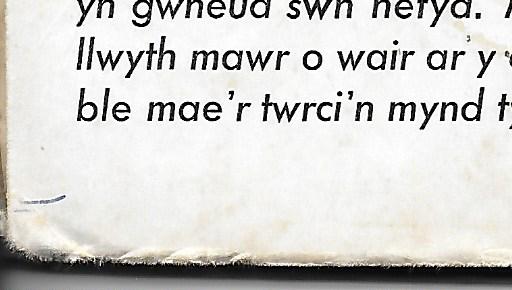 yn gwneud swn hefyd.
llwyth mawr o wair ar y
ble mae'r twrci'n mynd